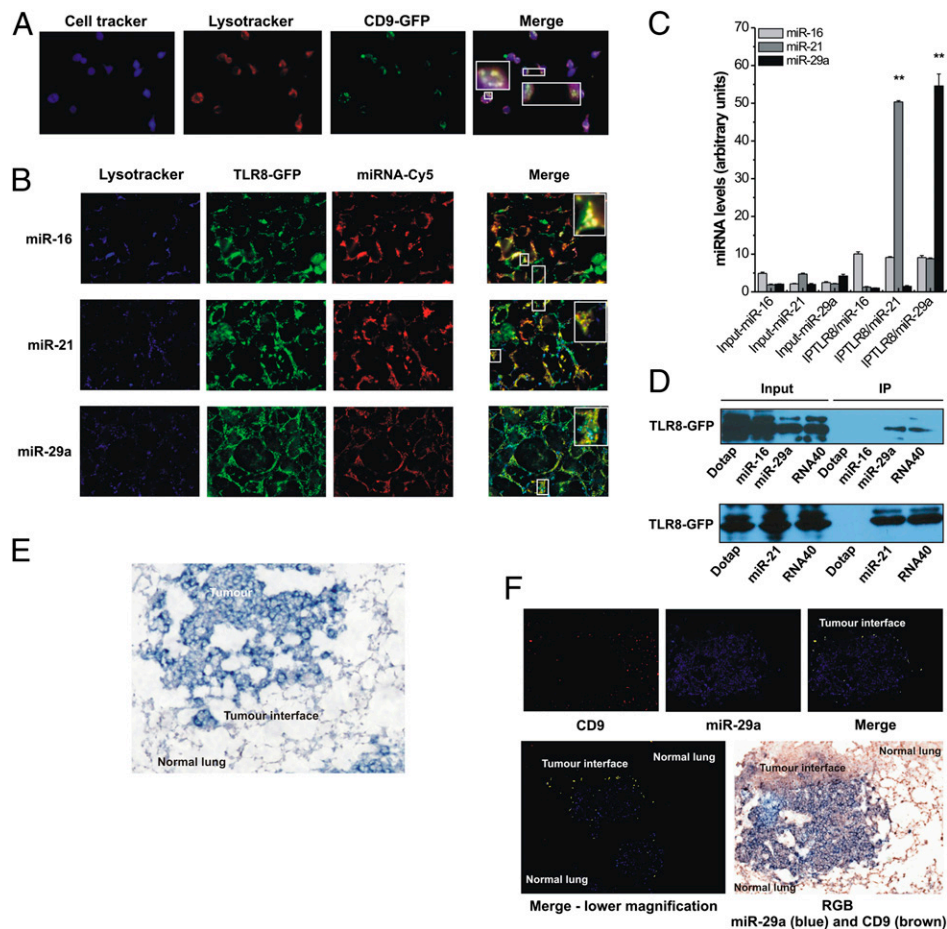 A
Cell tracker Lysotracker CD9-GFP Merge
B
Lysotracker TLR8-GFP miRNA-Cy5 Merge
miR-16
miR-21
miR-29a
C
miR-16
miR-21
miR-29a
miRNA levels (arbitrary units)
70
60
50
40
30
20
10
0
**
**
Input-miR-16
Input-miR-21
Input-miR-29a
IPTLR8/miR-16
IPTLR8/miR-21
IPTLR8/miR-29a
D
Input IP
TLR8-GFP
Dotap miR-16 miR-29a RNA40 Dotap miR-16 miR-29a RNA40
TLR8-GFP
Dotap miR-21 RNA40 Dotap miR-21 RNA40
E
Tumour
Tumour interface
Normal lung
F
Tumour interface
CD9 miR-29a Merge
Tumour interface
Normal lung
Normal lung
Merge - lower magnification
Normal lung
Tumour interface
Normal lung
RGB
miR-29a (blue) and CD9 (brown)